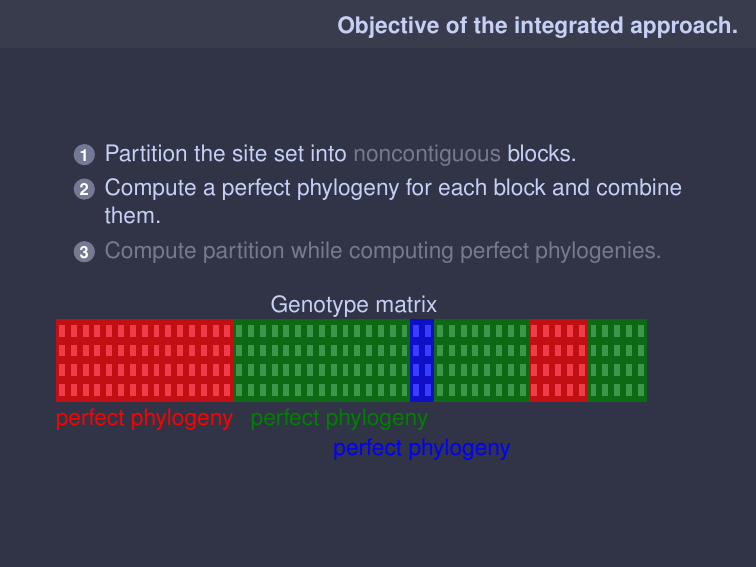 Objective of the integrated approach.
1 Partition the site set into noncontiguous blocks.
2 Compute a perfect phylogeny for each block and combine
them.
3 Compute partition while computing perfect phylogenies.
Genotype matrix
perfect phylogeny perfect phylogeny
perfect phylogeny